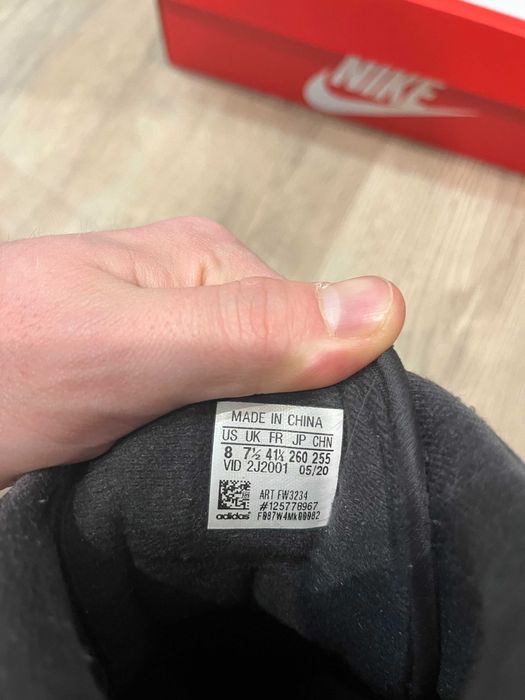 NIKE
MADE IN CHINA
US UK FR JP CHN
8 7½ 41⅓ 260 255
VID 2J2001 05/20
ART FW3234
#125778967
adidas